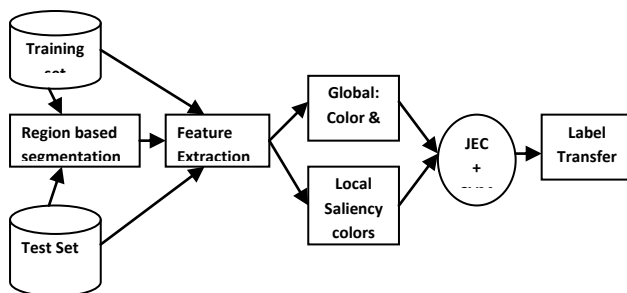 Training
Region based
segmentation
Test Set
Feature
Extraction
Global:
Color &
Local
Saliency
colors
JEC
+
Label
Transfer